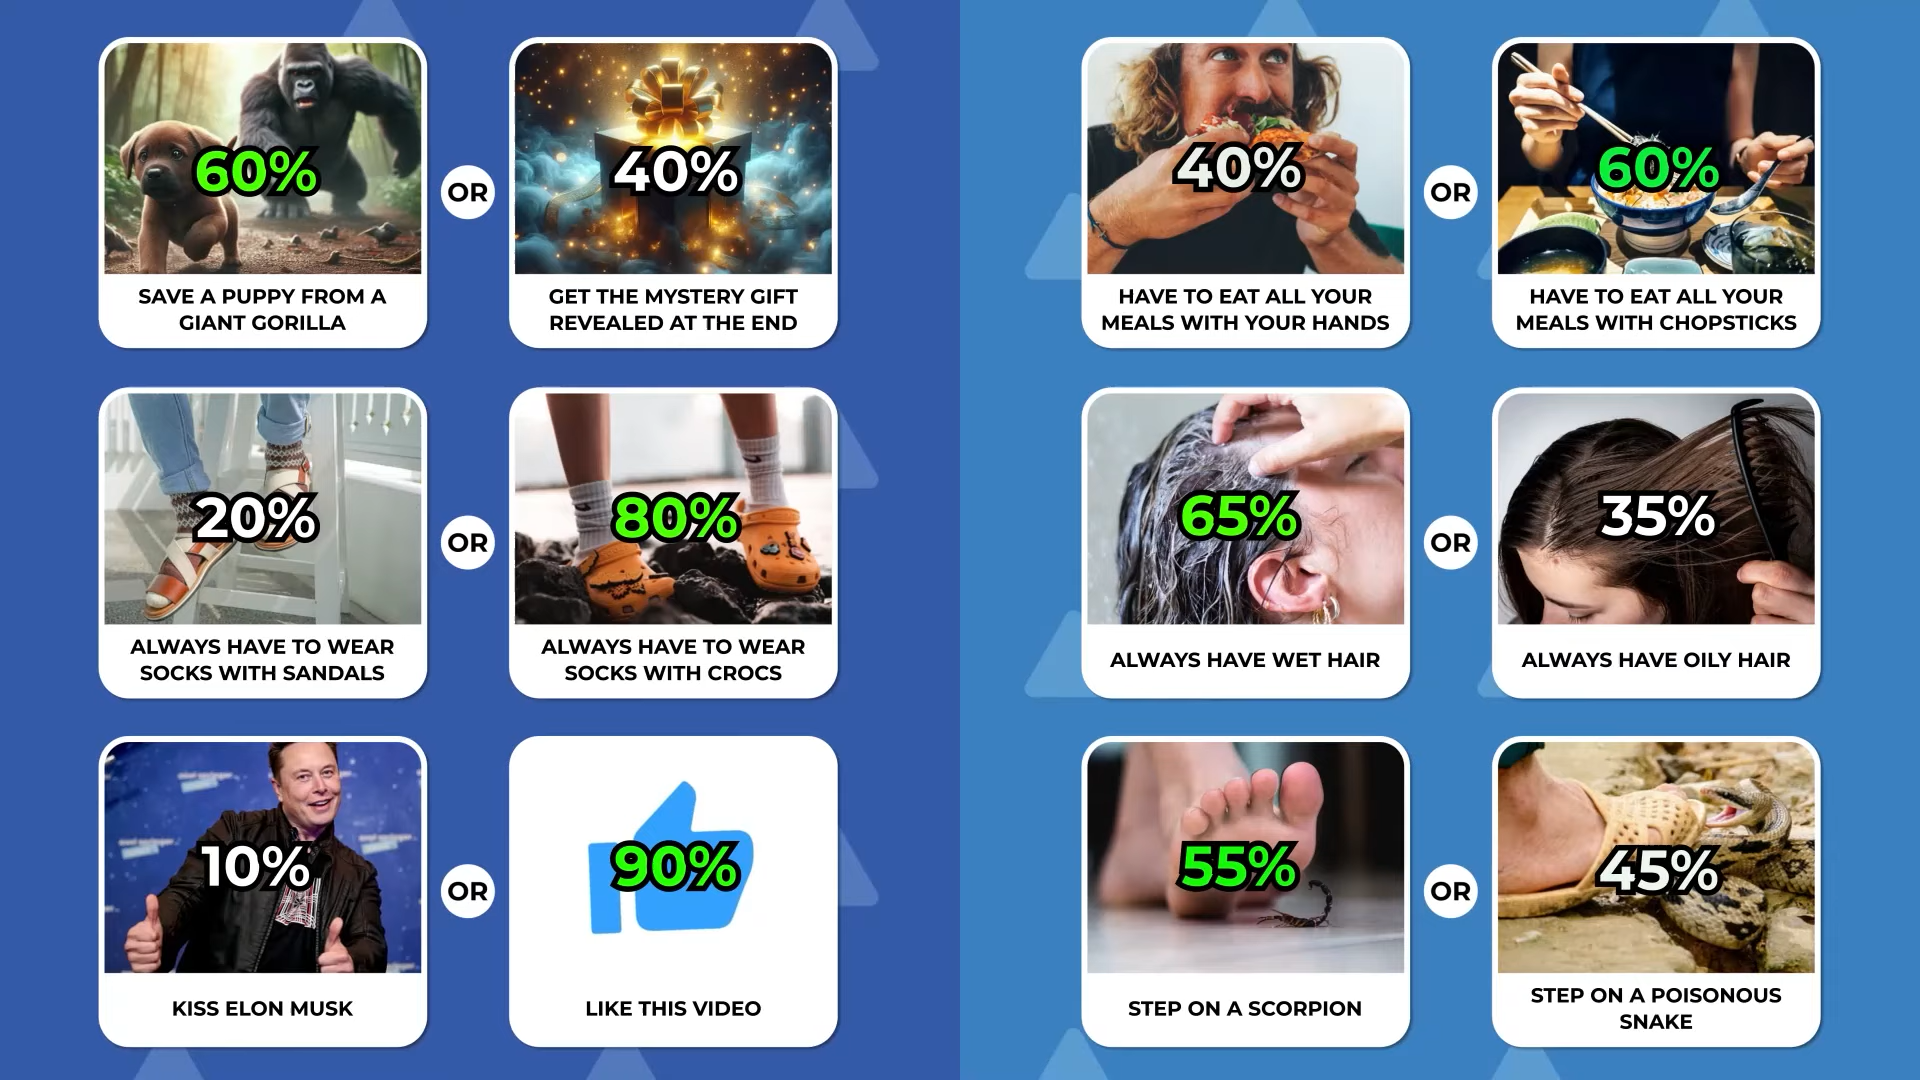 60%
SAVE A PUPPY FROM A
GIANT GORILLA
OR
40%
GET THE MYSTERY GIFT
REVEALED AT THE END
40%
HAVE TO EAT ALL YOUR
MEALS WITH YOUR HANDS
OR
60%
HAVE TO EAT ALL YOUR
MEALS WITH CHOPSTICKS
20%
ALWAYS HAVE TO WEAR
SOCKS WITH SANDALS
OR
80%
ALWAYS HAVE TO WEAR
SOCKS WITH CROCS
65%
ALWAYS HAVE WET HAIR
OR
35%
ALWAYS HAVE OILY HAIR
10%
KISS ELON MUSK
OR
90%
LIKE THIS VIDEO
55%
STEP ON A SCORPION
OR
45%
STEP ON A POISONOUS
SNAKE